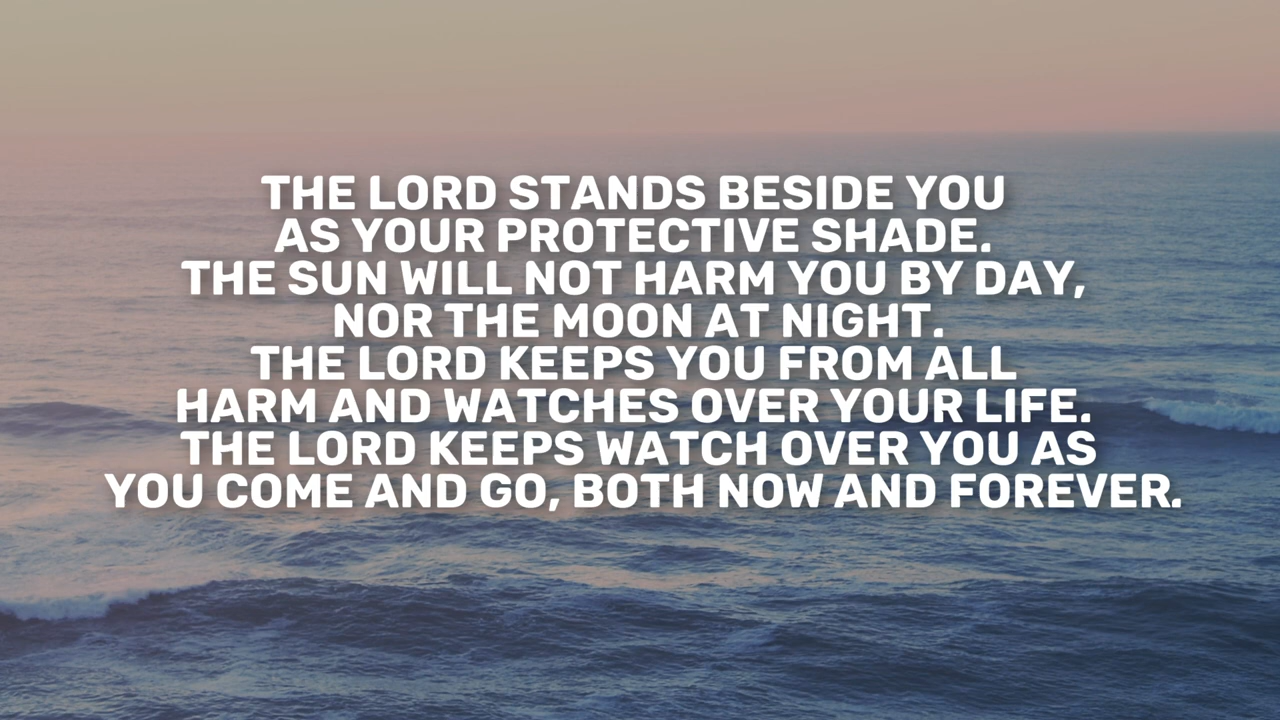 THE LORD STANDS BESIDE YOU
AS YOUR PROTECTIVE SHADE.
THE SUN WILL NOT HARM YOU BY DAY,
NOR THE MOON AT NIGHT.
THE LORD KEEPS YOU FROM ALL
HARM AND WATCHES OVER YOUR LIFE.
THE LORD KEEPS WATCH OVER YOU AS
YOU COME AND GO, BOTH NOW AND FOREVER.